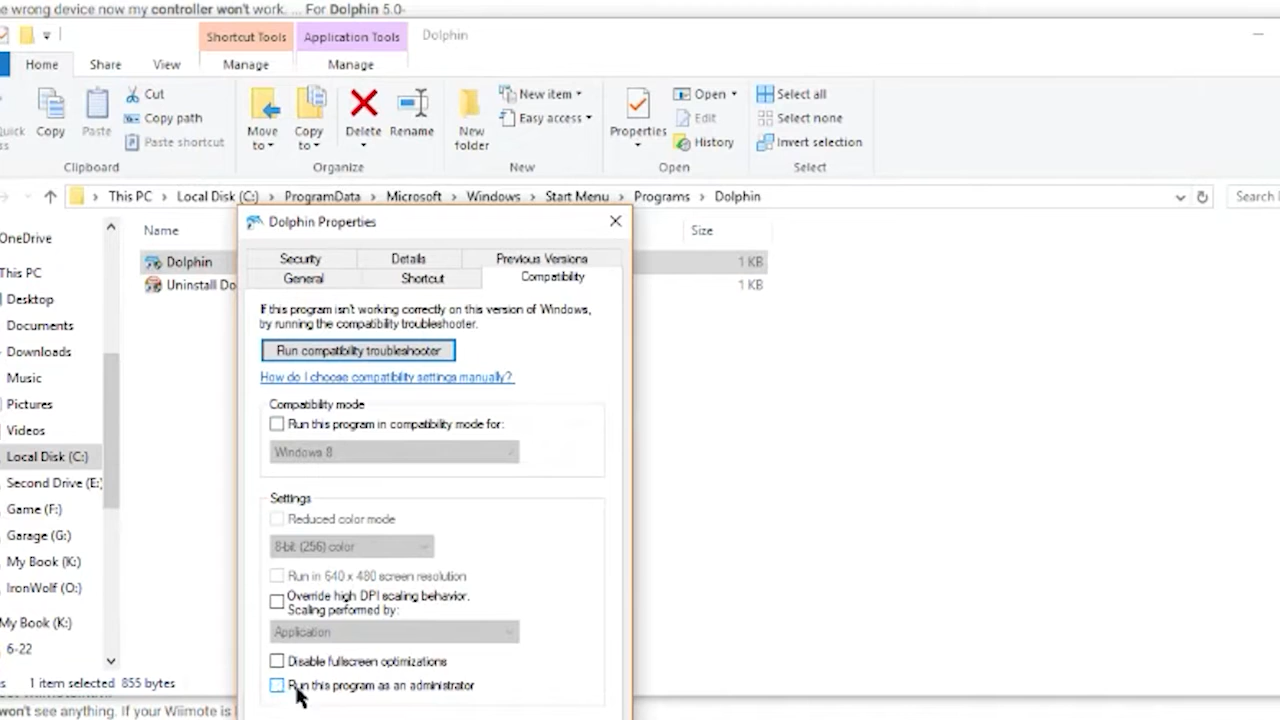 e wrong device now my controller won't work. ... For Dolphin 5.0-
Shortcut Tools Application Tools Dolphin
Home Share View Manage Manage
Copy
Paste
Cut
Copy path
Paste shortcut
Clipboard
Move to
Copy to
Delete
Rename
Organize
New folder
New item
Easy access
New
Properties
Open
Edit
History
Open
Select all
Select none
Invert selection
Select
This PC > Local Disk (C:) > ProgramData > Microsoft > Windows > Start Menu > Programs > Dolphin
Search
Name Size
Dolphin 1 KB
Uninstall Do 1 KB
OneDrive
This PC
Desktop
Documents
Downloads
Music
Pictures
Videos
Local Disk (C:)
Second Drive (E:)
Game (F:)
Garage (G:)
My Book (K:)
IronWolf (O:)
My Book (K:)
6-22
1 item selected 855 bytes
Dolphin Properties
Security Details Previous Versions
General Shortcut Compatibility
If this program isn't working correctly on this version of Windows,
try running the compatibility troubleshooter.
Run compatibility troubleshooter
How do I choose compatibility settings manually?
Compatibility mode
Run this program in compatibility mode for:
Windows 8
Settings
Reduced color mode
8-bit (256) color
Run in 640 x 480 screen resolution
Override high DPI scaling behavior.
Scaling performed by:
Application
Disable fullscreen optimizations
Run this program as an administrator
won't see anything. If your Wiimote is